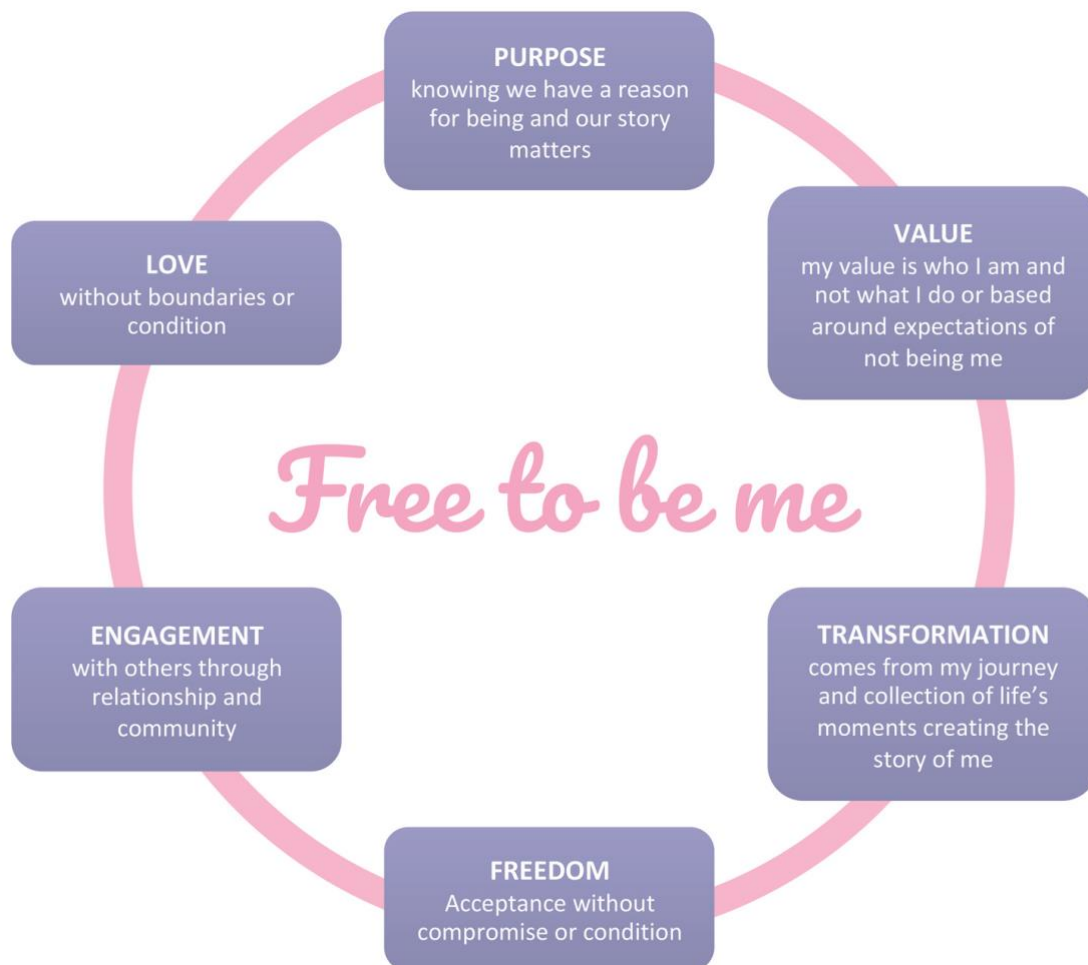 PURPOSE
knowing we have a reason
for being and our story
matters
VALUE
my value is who I am and
not what I do or based
around expectations of
not being me
TRANSFORMATION
comes from my journey
and collection of life’s
moments creating the
story of me
FREEDOM
Acceptance without
compromise or condition
ENGAGEMENT
with others through
relationship and
community
LOVE
without boundaries or
condition
Free to be me